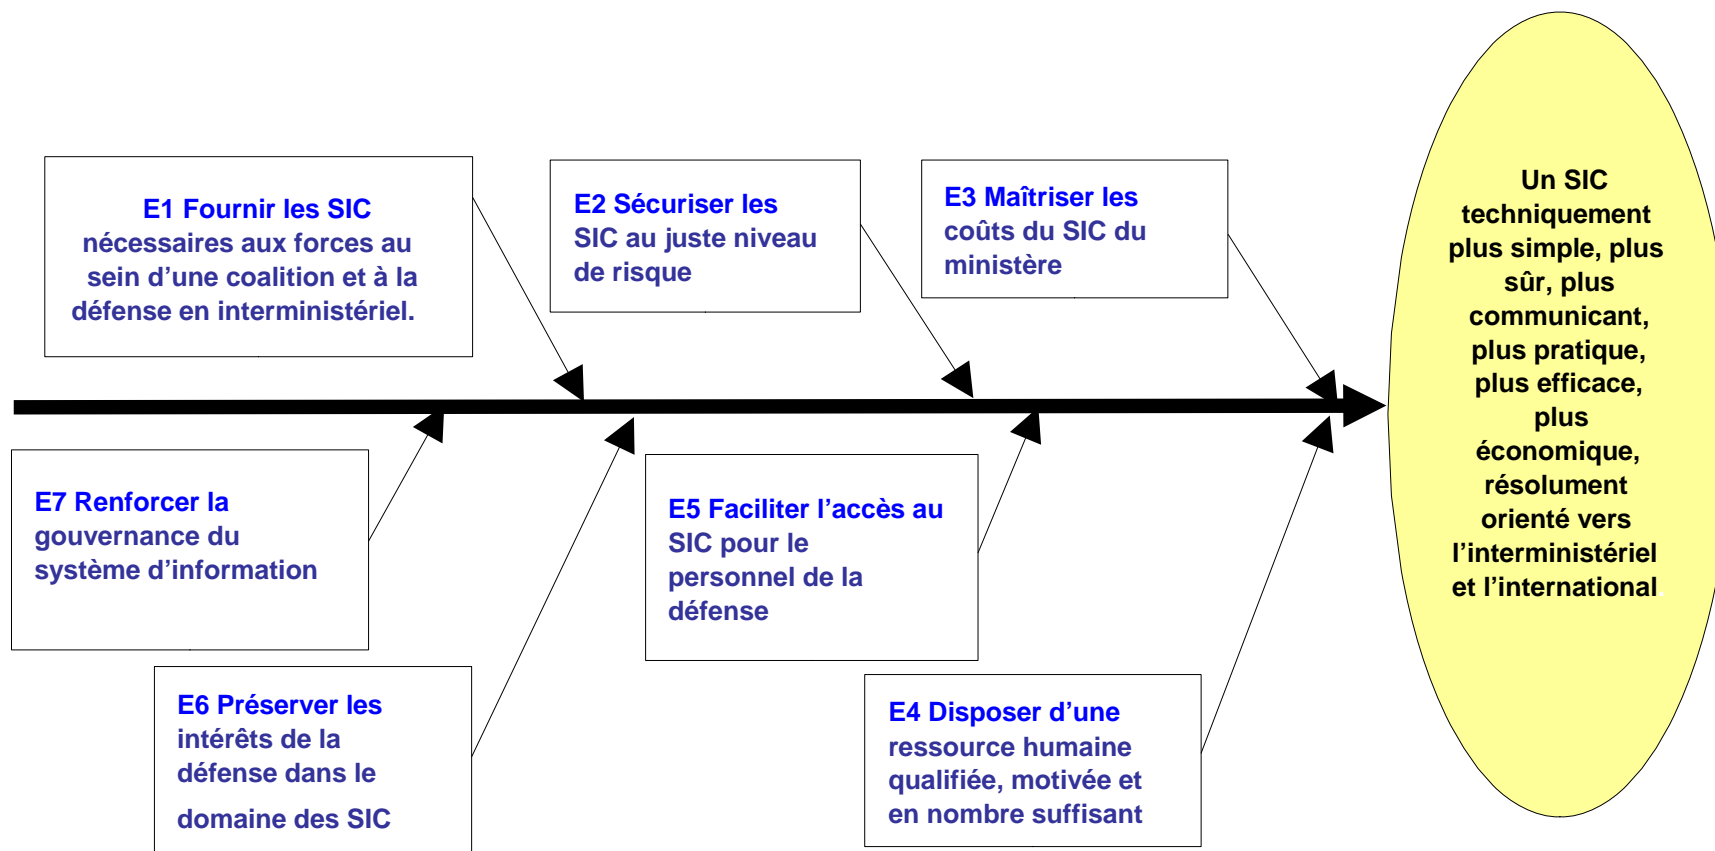 E1 Fournir les SIC
nécessaires aux forces au
sein d’une coalition et à la
défense en interministériel.
E2 Sécuriser les
SIC au juste niveau
de risque
E3 Maîtriser les
coûts du SIC du
ministère
Un SIC
techniquement
plus simple, plus
sûr, plus
communicant,
plus pratique,
plus efficace,
plus
économique,
résolument
orienté vers
l’interministériel
et l’international
E7 Renforcer la
gouvernance du
système d’information
E5 Faciliter l’accès au
SIC pour le
personnel de la
défense
E6 Préserver les
intérêts de la
défense dans le
domaine des SIC
E4 Disposer d’une
ressource humaine
qualifiée, motivée et
en nombre suffisant